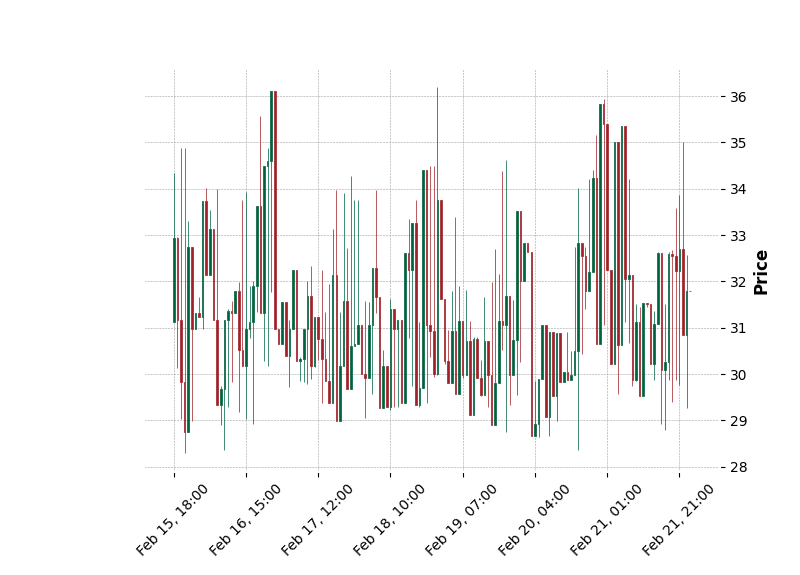 36
35
34
33
32
31
30
29
28
Price
Feb 15, 18:00
Feb 16, 15:00
Feb 17, 12:00
Feb 18, 10:00
Feb 19, 07:00
Feb 20, 04:00
Feb 21, 01:00
Feb 21, 21:00